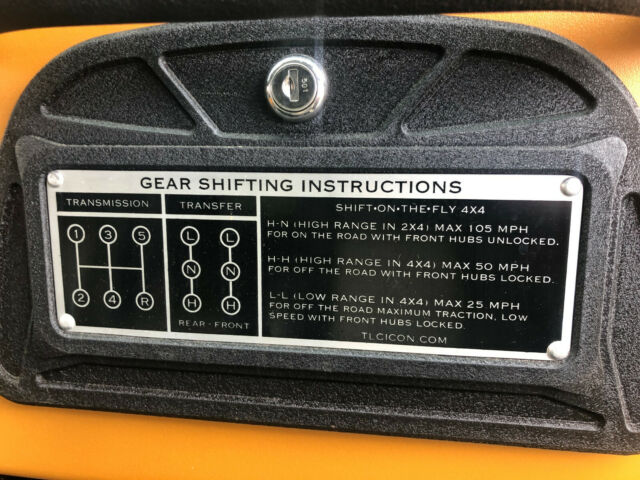 501
GEAR SHIFTING INSTRUCTIONS
TRANSMISSION
1 3 5
2 4 R
TRANSFER
L L
N N
H H
REAR - FRONT
SHIFT•ON•THE•FLY 4X4
H-N (HIGH RANGE IN 2X4) MAX 105 MPH
FOR ON THE ROAD WITH FRONT HUBS UNLOCKED.
H-H (HIGH RANGE IN 4X4) MAX 50 MPH
FOR OFF THE ROAD WITH FRONT HUBS LOCKED.
L-L (LOW RANGE IN 4X4) MAX 25 MPH
FOR OFF THE ROAD MAXIMUM TRACTION, LOW
SPEED WITH FRONT HUBS LOCKED.
TLCICON.COM